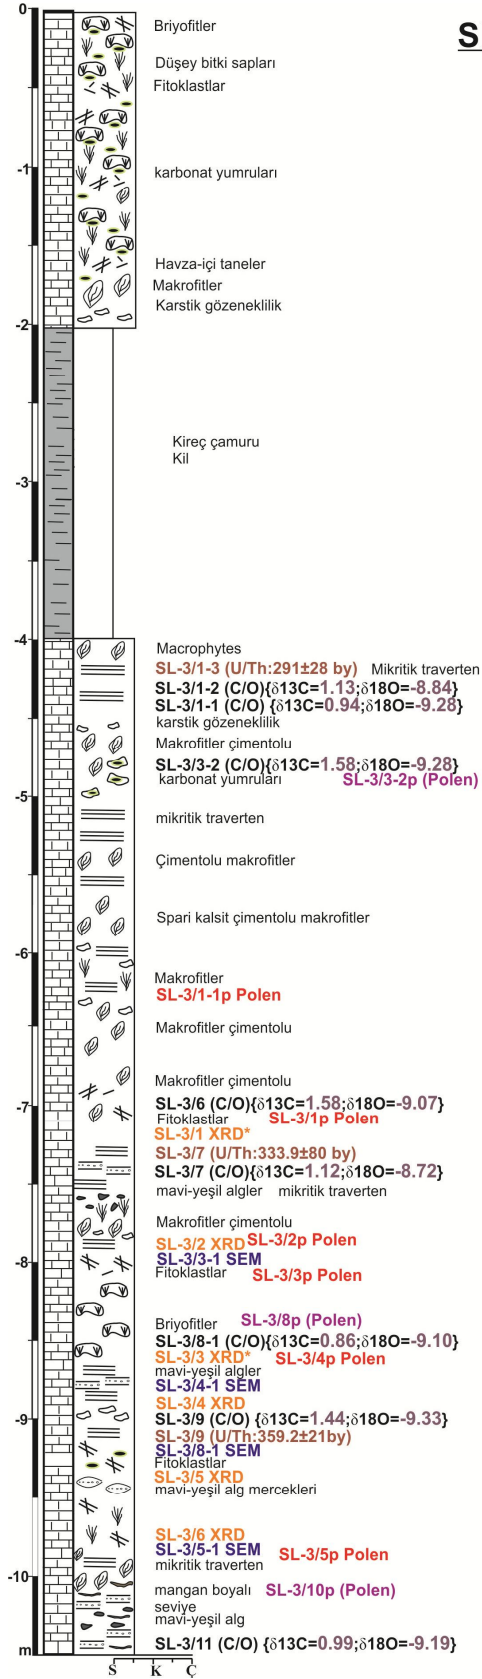 S
0
Briyofitler
Düşey bitki sapları
Fitoklastlar
-1
karbonat yumruları
Havza-içi taneler
Makrofitler
Karstik gözeneklilik
-2
Kireç çamuru
Kil
-3
-4
Macrophytes
SL-3/1-3 (U/Th:291±28 by) Mikritik traverten
SL-3/1-2 (C/O){δ13C=1.13;δ18O=-8.84}
SL-3/1-1 (C/O) {δ13C=0.94;δ18O=-9.28}
karstik gözeneklilik
Makrofitler çimentolu
SL-3/3-2 (C/O){δ13C=1.58;δ18O=-9.28}
karbonat yumruları SL-3/3-2p (Polen)
-5
mikritik traverten
Çimentolu makrofitler
Spari kalsit çimentolu makrofitler
-6
Makrofitler
SL-3/1-1p Polen
Makrofitler çimentolu
Makrofitler çimentolu
SL-3/6 (C/O){δ13C=1.58;δ18O=-9.07}
-7
Fitoklastlar SL-3/1p Polen
SL-3/1 XRD*
SL-3/7 (U/Th:333.9±80 by)
SL-3/7 (C/O){δ13C=1.12;δ18O=-8.72}
mavi-yeşil algler mikritik traverten
Makrofitler çimentolu
SL-3/2 XRD SL-3/2p Polen
-8
SL-3/3-1 SEM
Fitoklastlar SL-3/3p Polen
Briyofitler SL-3/8p (Polen)
SL-3/8-1 (C/O){δ13C=0.86;δ18O=-9.10}
SL-3/3 XRD* SL-3/4p Polen
mavi-yeşil algler
SL-3/4-1 SEM
SL-3/4 XRD
-9
SL-3/9 (C/O) {δ13C=1.44;δ18O=-9.33}
SL-3/9 (U/Th:359.2±21by)
SL-3/8-1 SEM
Fitoklastlar
SL-3/5 XRD
mavi-yeşil alg mercekleri
SL-3/6 XRD
SL-3/5-1 SEM SL-3/5p Polen
mikritik traverten
-10
mangan boyalı SL-3/10p (Polen)
seviye
mavi-yeşil alg
m
SL-3/11 (C/O) {δ13C=0.99;δ18O=-9.19}
S K Ç